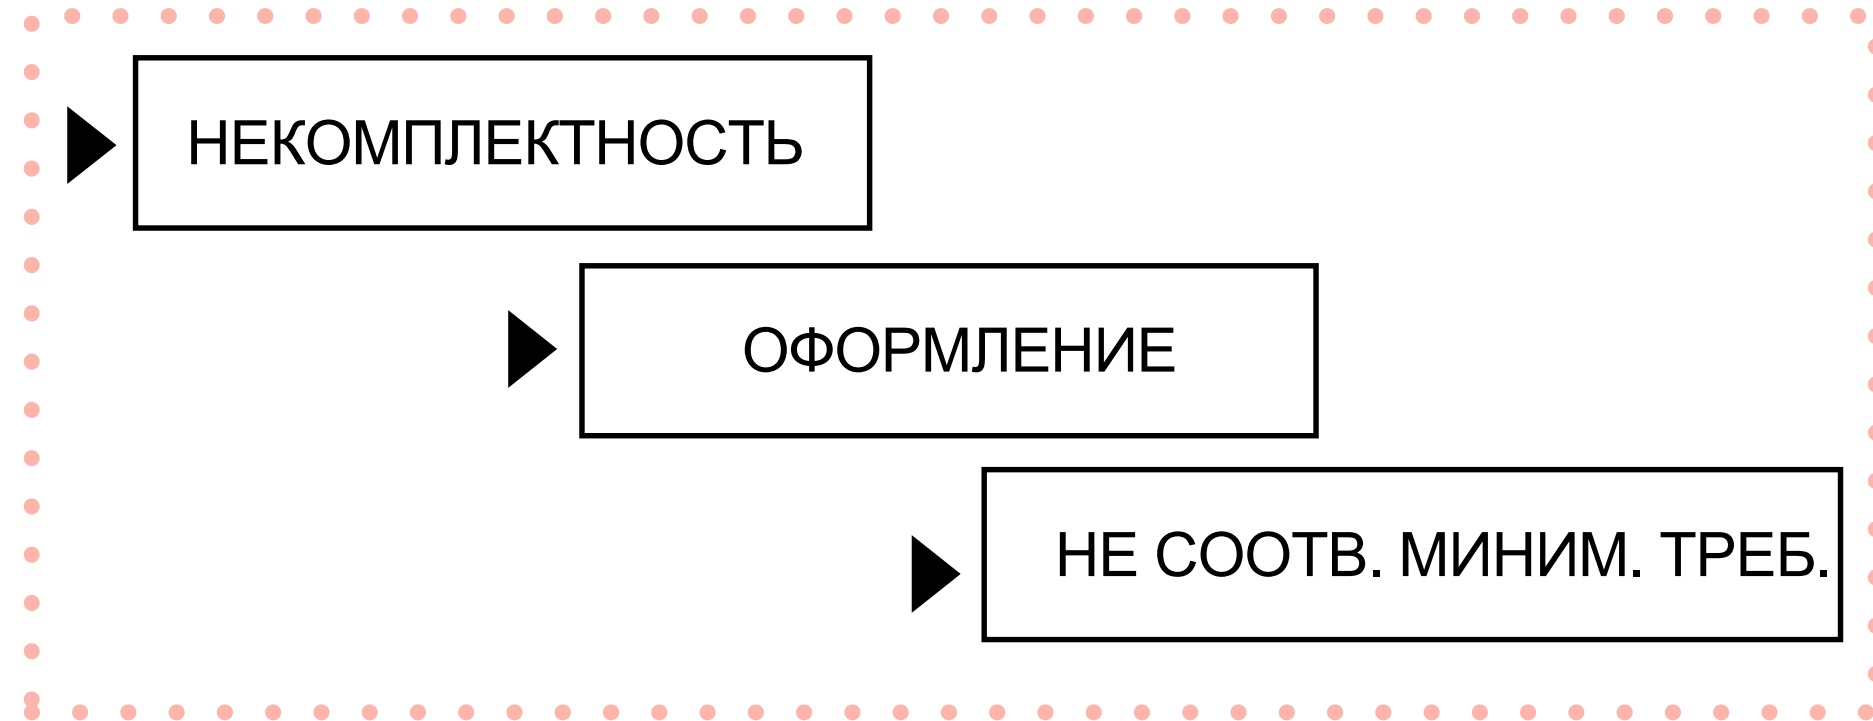 НЕКОМПЛЕКТНОСТЬ
ОФОРМЛЕНИЕ
НЕ СООТВ. МИНИМ. ТРЕБ.